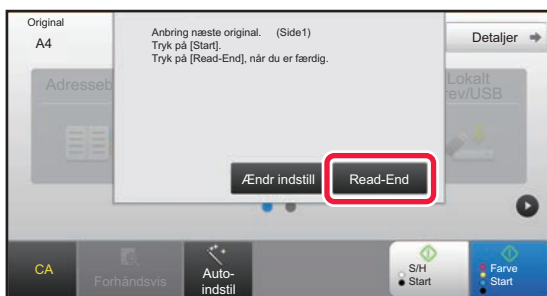 Original
A4
Anbring næste original. (Side1)
Tryk på [Start].
Tryk på [Read-End], når du er færdig.
Detaljer
Adresseb
Lokalt
rev/USB
Ændr indstill
Read-End
CA
Forhåndsvis
Auto-
indstil
S/H
Start
Farve
Start